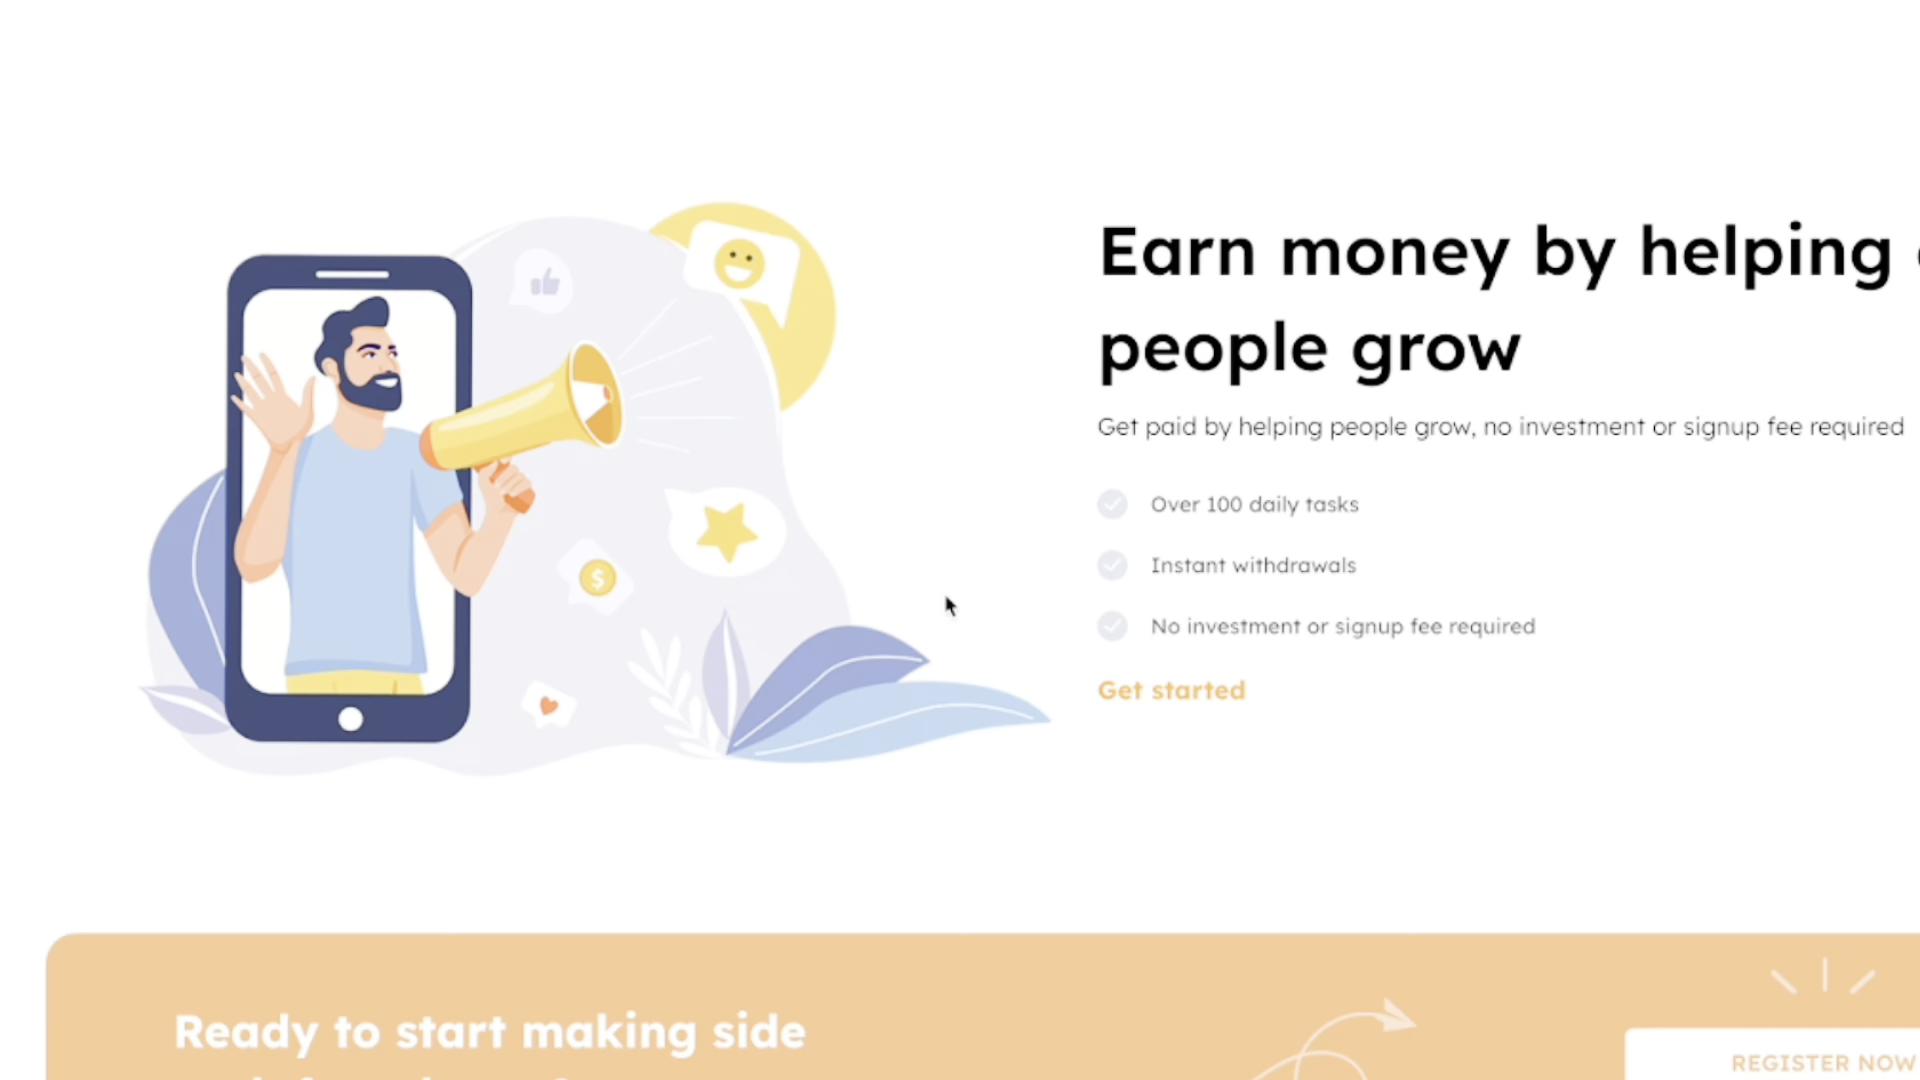 Earn money by helping
people grow
Get paid by helping people grow, no investment or signup fee required
Over 100 daily tasks
Instant withdrawals
No investment or signup fee required
Get started
Ready to start making side
REGISTER NOW
$